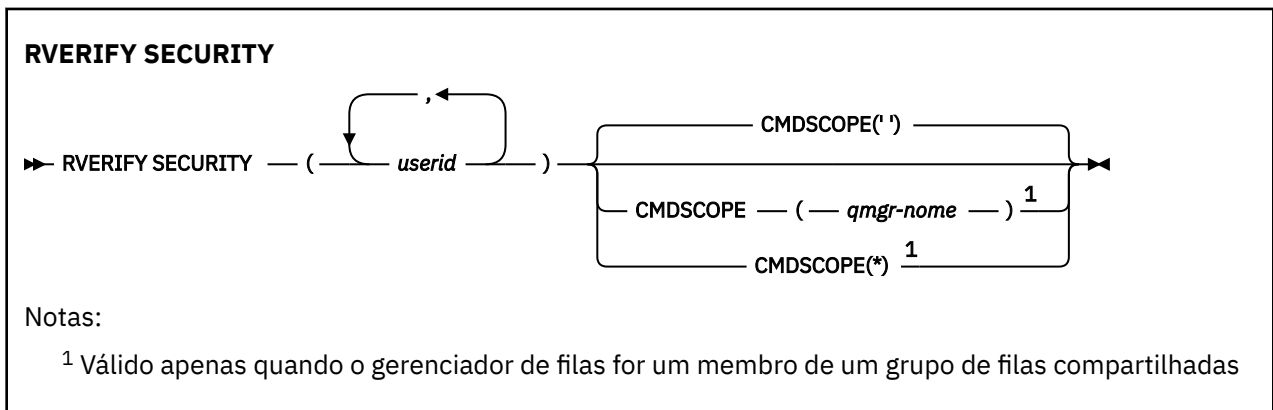 RVERIFY SECURITY
,
CMDSCOPE(' ')
RVERIFY SECURITY ( userid )
CMDSCOPE ( qmgr-nome ) 1
CMDSCOPE(*) 1
Notas:
1 Válido apenas quando o gerenciador de filas for um membro de um grupo de filas compartilhadas